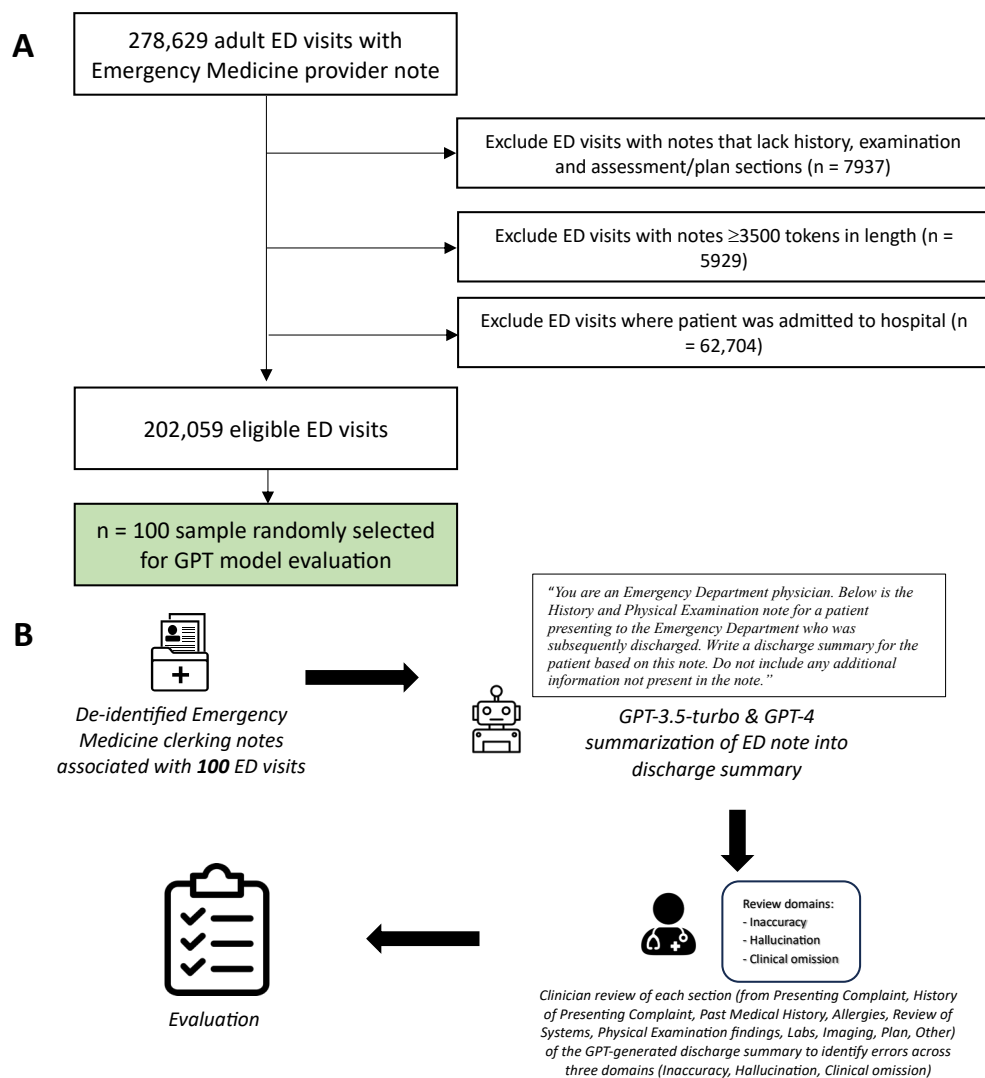 A
278,629 adult ED visits with
Emergency Medicine provider note
Exclude ED visits with notes that lack history, examination
and assessment/plan sections (n = 7937)
Exclude ED visits with notes ≥3500 tokens in length (n =
5929)
Exclude ED visits where patient was admitted to hospital (n
= 62,704)
202,059 eligible ED visits
n = 100 sample randomly selected
for GPT model evaluation
B
"You are an Emergency Department physician. Below is the
History and Physical Examination note for a patient
presenting to the Emergency Department who was
subsequently discharged. Write a discharge summary for the
patient based on this note. Do not include any additional
information not present in the note."
De-identified Emergency
Medicine clerking notes
associated with 100 ED visits
GPT-3.5-turbo & GPT-4
summarization of ED note into
discharge summary
Review domains:
- Inaccuracy
- Hallucination
- Clinical omission
Clinician review of each section (from Presenting Complaint, History
of Presenting Complaint, Past Medical History, Allergies, Review of
Systems, Physical Examination findings, Labs, Imaging, Plan, Other)
of the GPT-generated discharge summary to identify errors across
three domains (Inaccuracy, Hallucination, Clinical omission)
Evaluation